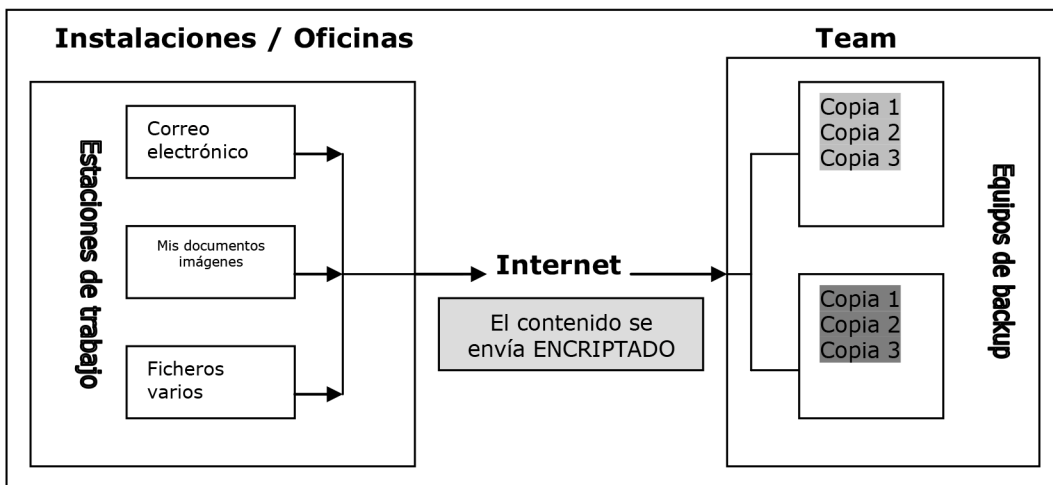 Instalaciones / Oficinas
Team
Estaciones de trabajo
Correo
electrónico
Mis documentos
imágenes
Ficheros
varios
Internet
El contenido se
envía ENCRIPTADO
Copia 1
Copia 2
Copia 3
Copia 1
Copia 2
Copia 3
Equipos de backup